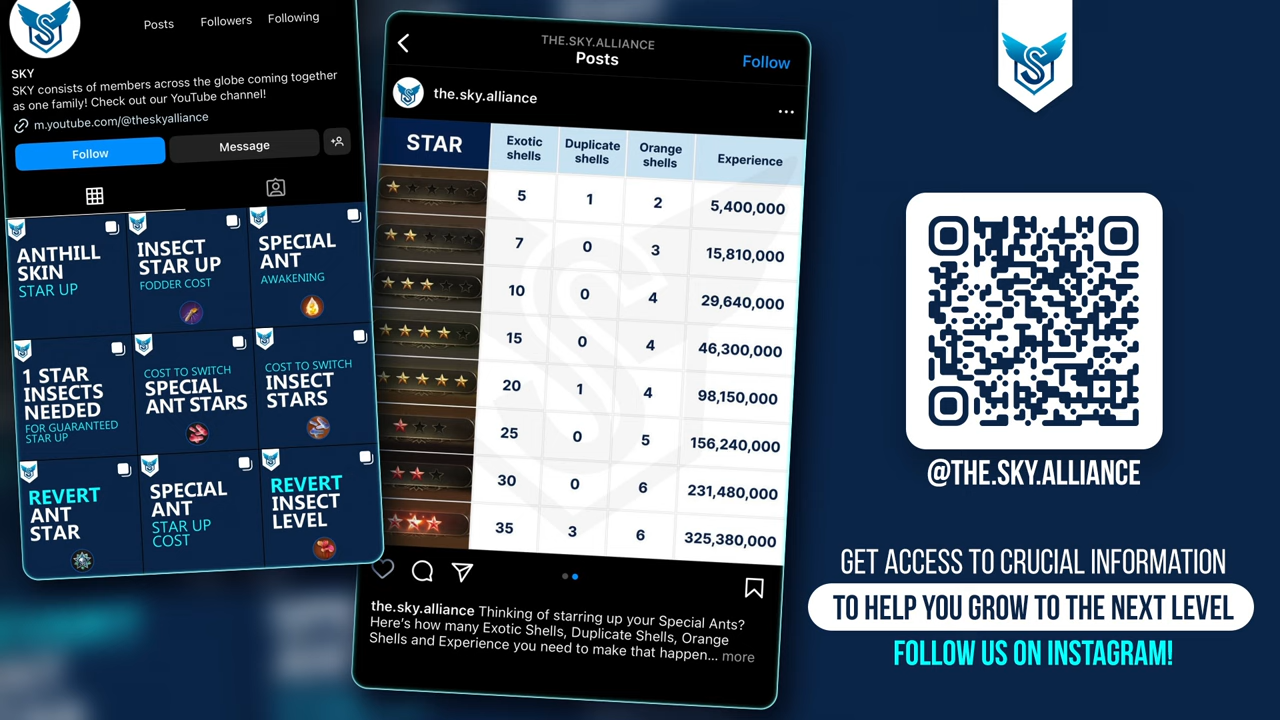 Posts Followers Following
SKY
SKY consists of members across the globe coming together
as one family! Check out our YouTube channel!
m.youtube.com/@theskyalliance
Follow
Message
ANTHILL
SKIN
STAR UP
INSECT
STAR UP
FODDER COST
SPECIAL
ANT
AWAKENING
1 STAR
INSECTS
NEEDED
FOR GUARANTEED
STAR UP
COST TO SWITCH
SPECIAL
ANT STARS
COST TO SWITCH
INSECT
STARS
REVERT
ANT
STAR
SPECIAL
ANT
STAR UP
COST
REVERT
INSECT
LEVEL
THE.SKY.ALLIANCE
Posts
Follow
the.sky.alliance
STAR Exotic shells Duplicate shells Orange shells Experience
5 1 2 5,400,000
7 0 3 15,810,000
10 0 4 29,640,000
15 0 4 46,300,000
20 1 4 98,150,000
25 0 5 156,240,000
30 0 6 231,480,000
35 3 6 325,380,000
the.sky.alliance Thinking of starring up your Special Ants?
Here's how many Exotic Shells, Duplicate Shells, Orange
Shells and Experience you need to make that happen... more
S
@THE.SKY.ALLIANCE
GET ACCESS TO CRUCIAL INFORMATION
TO HELP YOU GROW TO THE NEXT LEVEL
FOLLOW US ON INSTAGRAM!